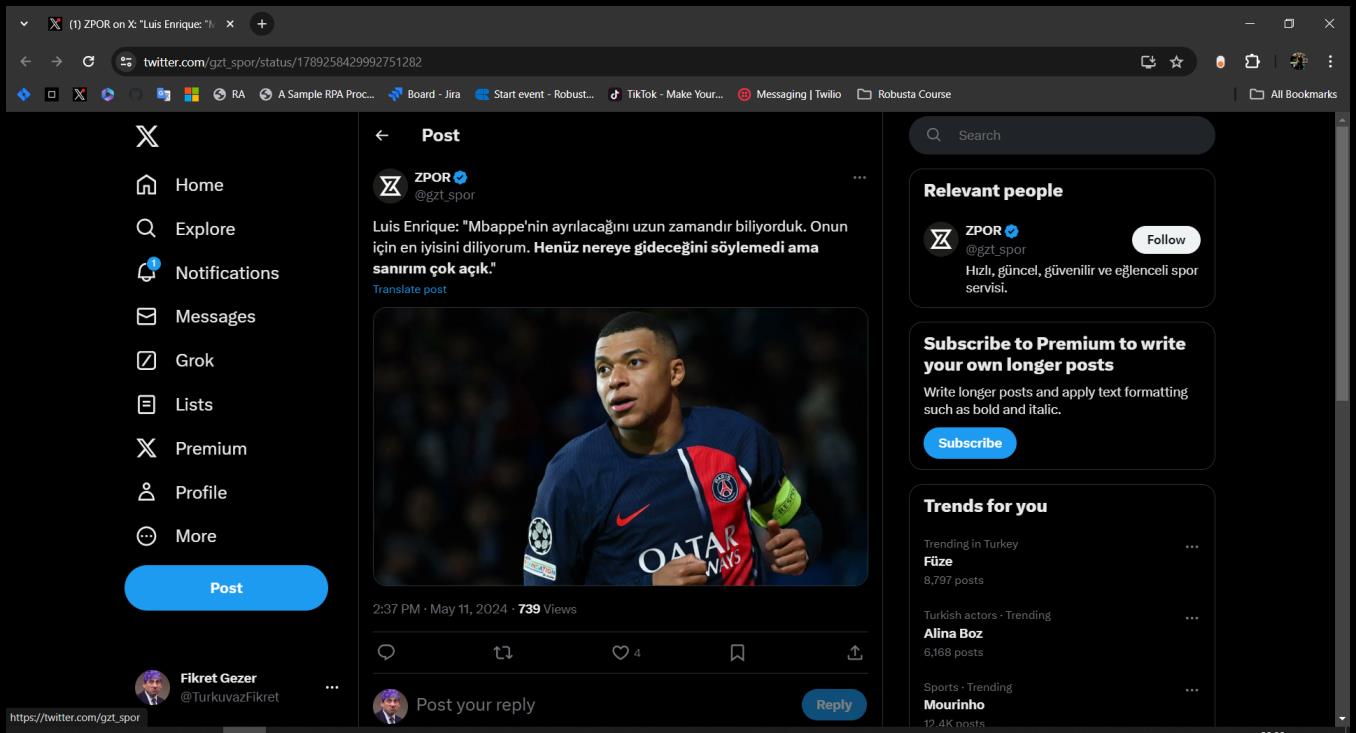 (1) ZPOR on X: "Luis Enrique: "M
twitter.com/gzt_spor/status/1789258429992751282
RA
A Sample RPA Proc...
Board - Jira
Start event - Robust...
TikTok - Make Your...
Messaging | Twilio
Robusta Course
All Bookmarks
Home
Explore
1
Notifications
Messages
Grok
Lists
Premium
Profile
More
Post
Fikret Gezer
@TurkuvazFikret
https://twitter.com/gzt_spor
Post
ZPOR
@gzt_spor
Luis Enrique: "Mbappe'nin ayrılacağını uzun zamandır biliyorduk. Onun
için en iyisini diliyorum. Henüz nereye gideceğini söylemedi ama
sanırım çok açık."
Translate post
RESPE
QATAR
WAYS
2:37 PM · May 11, 2024 · 739 Views
4
Post your reply
Reply
Search
Relevant people
ZPOR
@gzt_spor
Follow
Hızlı, güncel, güvenilir ve eğlenceli spor
servisi.
Subscribe to Premium to write
your own longer posts
Write longer posts and apply text formatting
such as bold and italic.
Subscribe
Trends for you
Trending in Turkey
Füze
8,797 posts
Turkish actors · Trending
Alina Boz
6,168 posts
Sports · Trending
Mourinho
12.4K posts